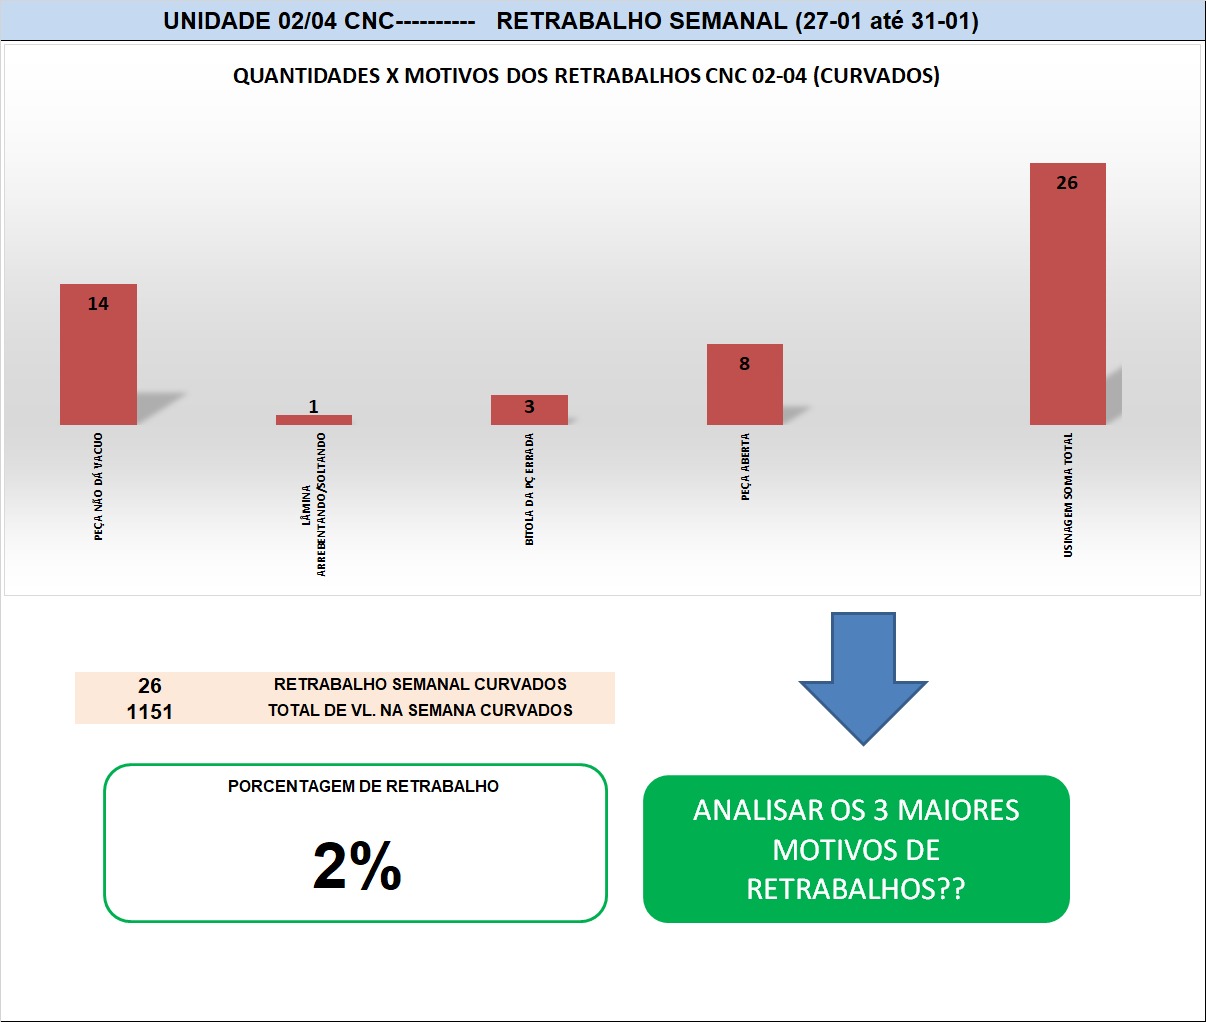 UNIDADE 02/04 CNC---------- RETRABALHO SEMANAL (27-01 até 31-01)
QUANTIDADES X MOTIVOS DOS RETRABALHOS CNC 02-04 (CURVADOS)
14
1
3
8
26
PEÇA NÃO DÁ VACUO
LÂMINA
ARREBENTANDO/SOLTANDO
BITOLA DA PÇ ERRADA
PEÇA ABERTA
USINAGEM SOMA TOTAL
26 RETRABALHO SEMANAL CURVADOS
1151 TOTAL DE VL. NA SEMANA CURVADOS
PORCENTAGEM DE RETRABALHO
2%
ANALISAR OS 3 MAIORES
MOTIVOS DE
RETRABALHOS??